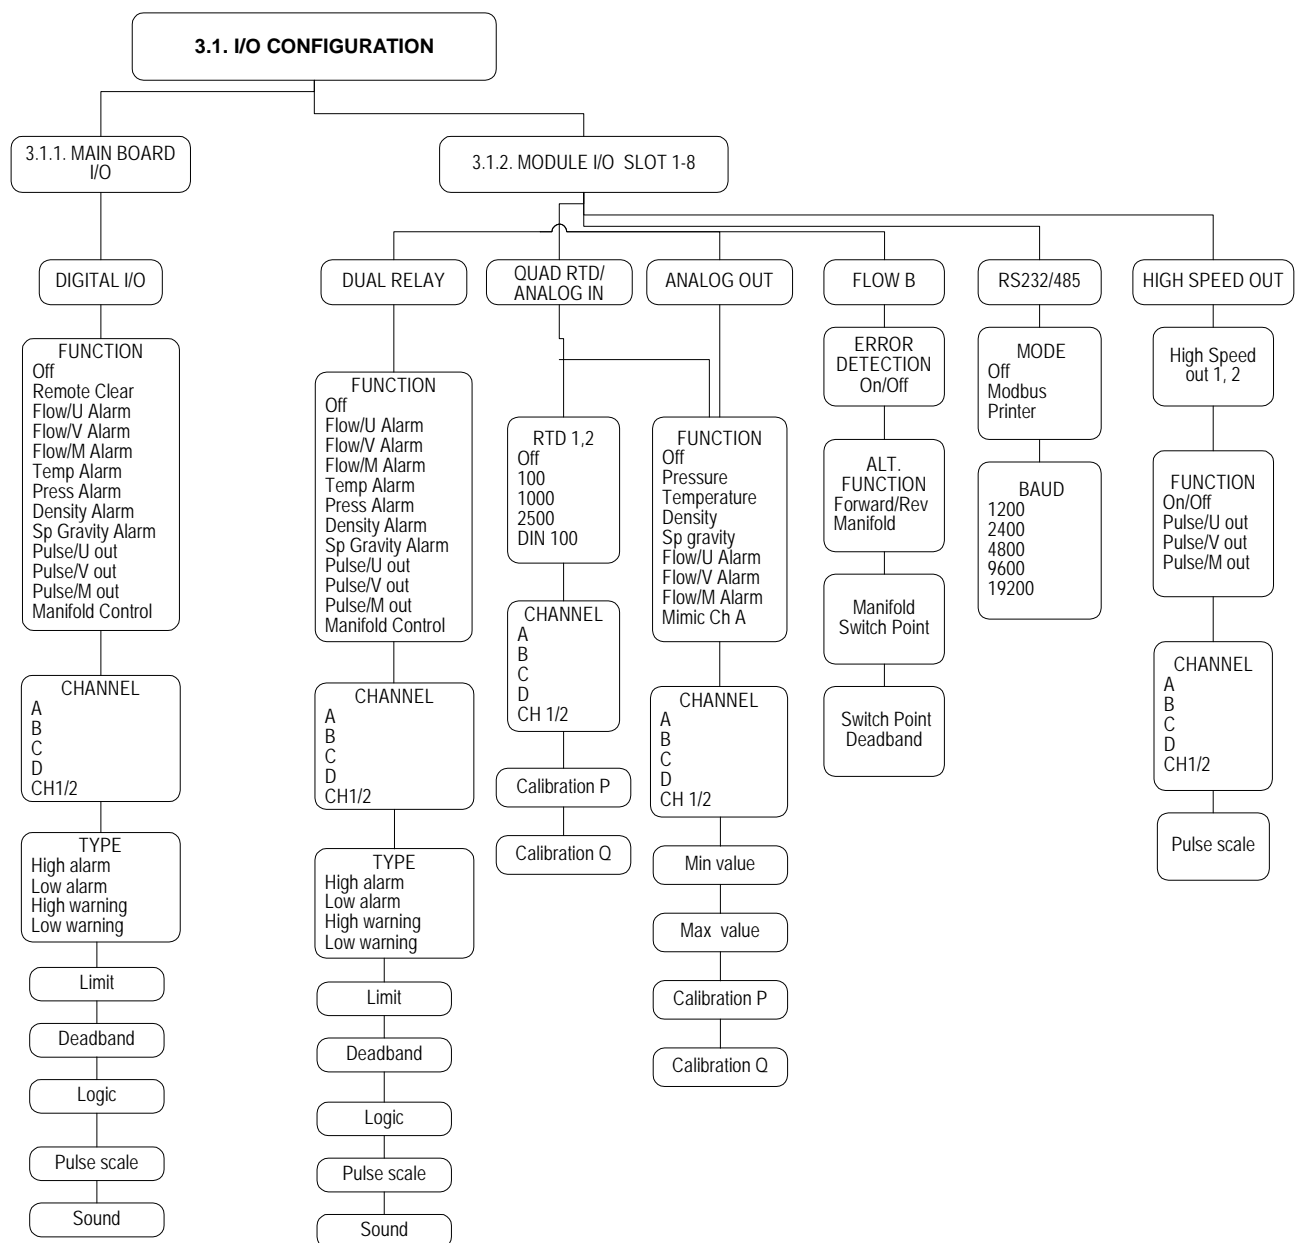 3.1. I/O CONFIGURATION
3.1.1. MAIN BOARD
I/O
3.1.2. MODULE I/O SLOT 1-8
DIGITAL I/O
DUAL RELAY
QUAD RTD/
ANALOG IN
ANALOG OUT
FLOW B
RS232/485
HIGH SPEED OUT
FUNCTION
Off
Remote Clear
Flow/U Alarm
Flow/V Alarm
Flow/M Alarm
Temp Alarm
Press Alarm
Density Alarm
Sp Gravity Alarm
Pulse/U out
Pulse/V out
Pulse/M out
Manifold Control
CHANNEL
A
B
C
D
CH1/2
TYPE
High alarm
Low alarm
High warning
Low warning
Limit
Deadband
Logic
Pulse scale
Sound
FUNCTION
Off
Flow/U Alarm
Flow/V Alarm
Flow/M Alarm
Temp Alarm
Press Alarm
Density Alarm
Sp Gravity Alarm
Pulse/U out
Pulse/V out
Pulse/M out
Manifold Control
CHANNEL
A
B
C
D
CH1/2
TYPE
High alarm
Low alarm
High warning
Low warning
Limit
Deadband
Logic
Pulse scale
Sound
RTD 1,2
Off
100
1000
2500
DIN 100
CHANNEL
A
B
C
D
CH 1/2
Calibration P
Calibration Q
FUNCTION
Off
Pressure
Temperature
Density
Sp gravity
Flow/U Alarm
Flow/V Alarm
Flow/M Alarm
Mimic Ch A
CHANNEL
A
B
C
D
CH 1/2
Min value
Max value
Calibration P
Calibration Q
ERROR
DETECTION
On/Off
ALT.
FUNCTION
Forward/Rev
Manifold
Manifold
Switch Point
Switch Point
Deadband
MODE
Off
Modbus
Printer
BAUD
1200
2400
4800
9600
19200
High Speed
out 1, 2
FUNCTION
On/Off
Pulse/U out
Pulse/V out
Pulse/M out
CHANNEL
A
B
C
D
CH1/2
Pulse scale